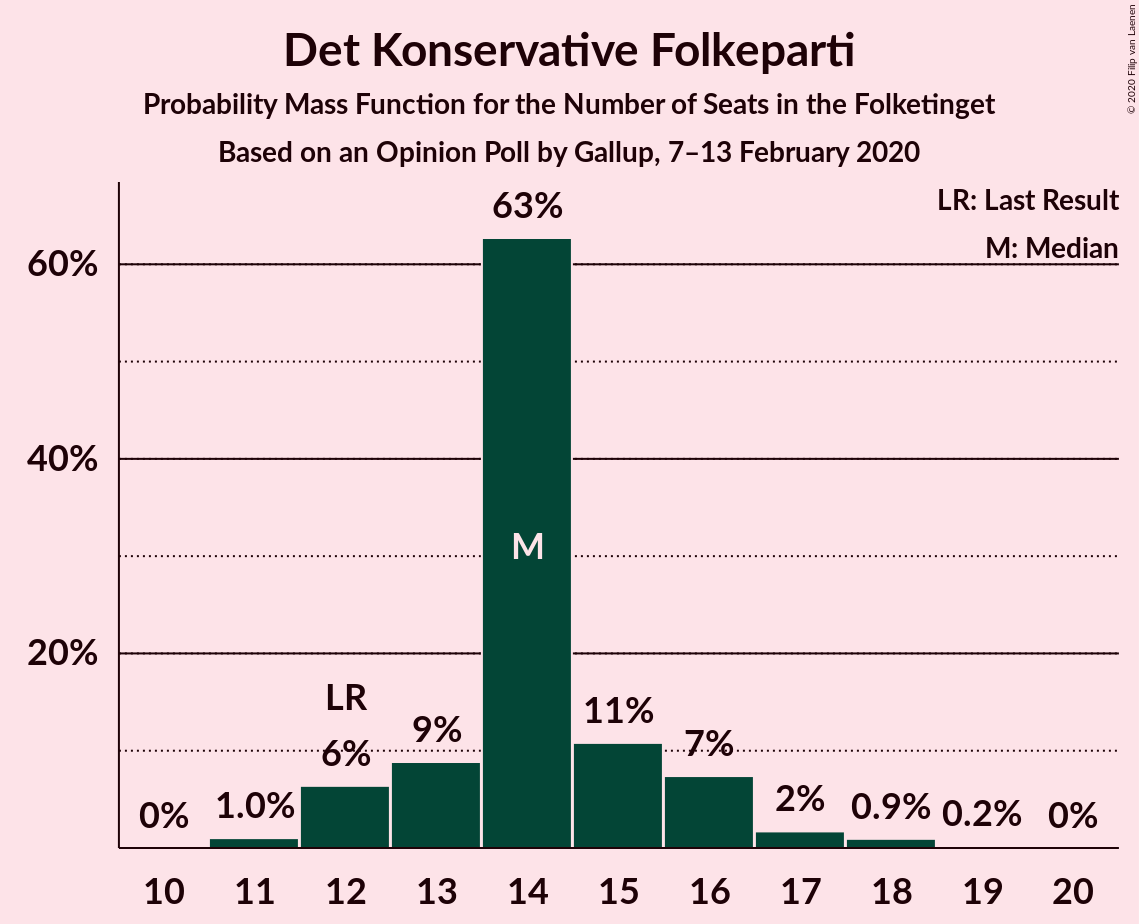 Det Konservative Folkeparti
Probability Mass Function for the Number of Seats in the Folketinget
Based on an Opinion Poll by Gallup, 7–13 February 2020
© 2020 Filip van Laenen
LR: Last Result
M: Median
60%
40%
20%
0%
1.0%
LR
6%
9%
63%
M
11%
7%
2%
0.9%
0.2%
0%
10 11 12 13 14 15 16 17 18 19 20